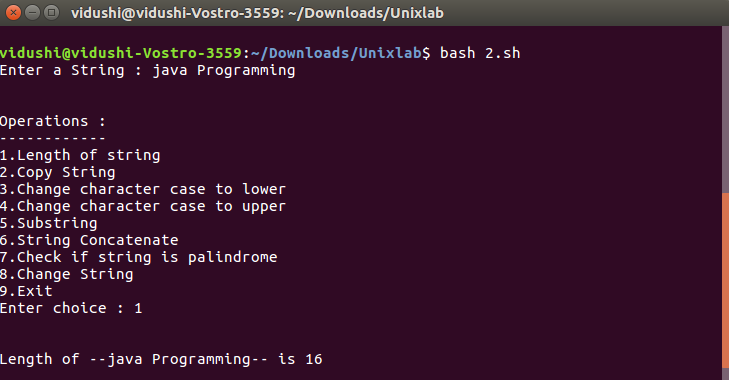 vidushi@vidushi-Vostro-3559: ~/Downloads/Unixlab
vidushi@vidushi-Vostro-3559:~/Downloads/Unixlab$ bash 2.sh
Enter a String : java Programming
Operations :
------------
1.Length of string
2.Copy String
3.Change character case to lower
4.Change character case to upper
5.Substring
6.String Concatenate
7.Check if string is palindrome
8.Change String
9.Exit
Enter choice : 1
Length of --java Programming-- is 16